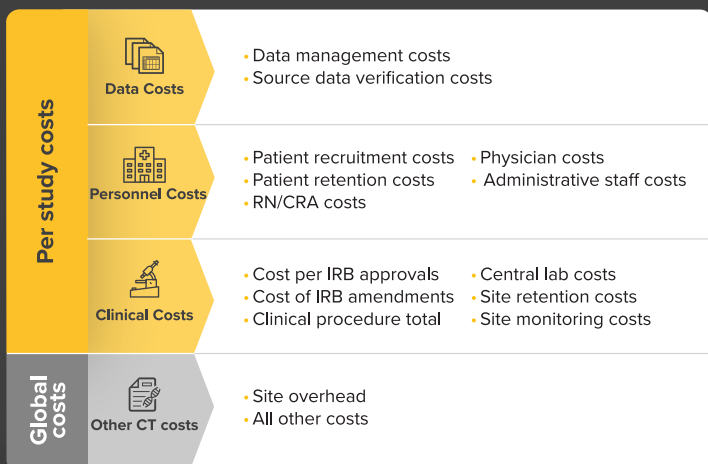 Per study costs
Data Costs
• Data management costs
• Source data verification costs
Personnel Costs
• Patient recruitment costs
• Patient retention costs
• RN/CRA costs
• Physician costs
• Administrative staff costs
Clinical Costs
• Cost per IRB approvals
• Cost of IRB amendments
• Clinical procedure total
• Central lab costs
• Site retention costs
• Site monitoring costs
Global
costs
Other CT costs
• Site overhead
• All other costs